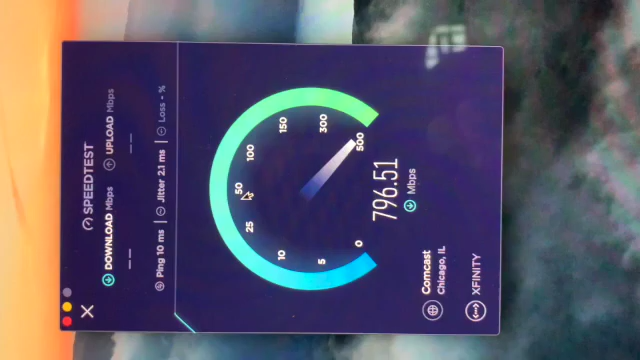 SPEEDTEST
DOWNLOAD Mbps
UPLOAD Mbps
— —
— —
Ping 10 ms | Jitter 2.1 ms | Loss - %
0
5
10
25
50
100
150
300
500
796.51
Mbps
Comcast
Chicago, IL
XFINITY